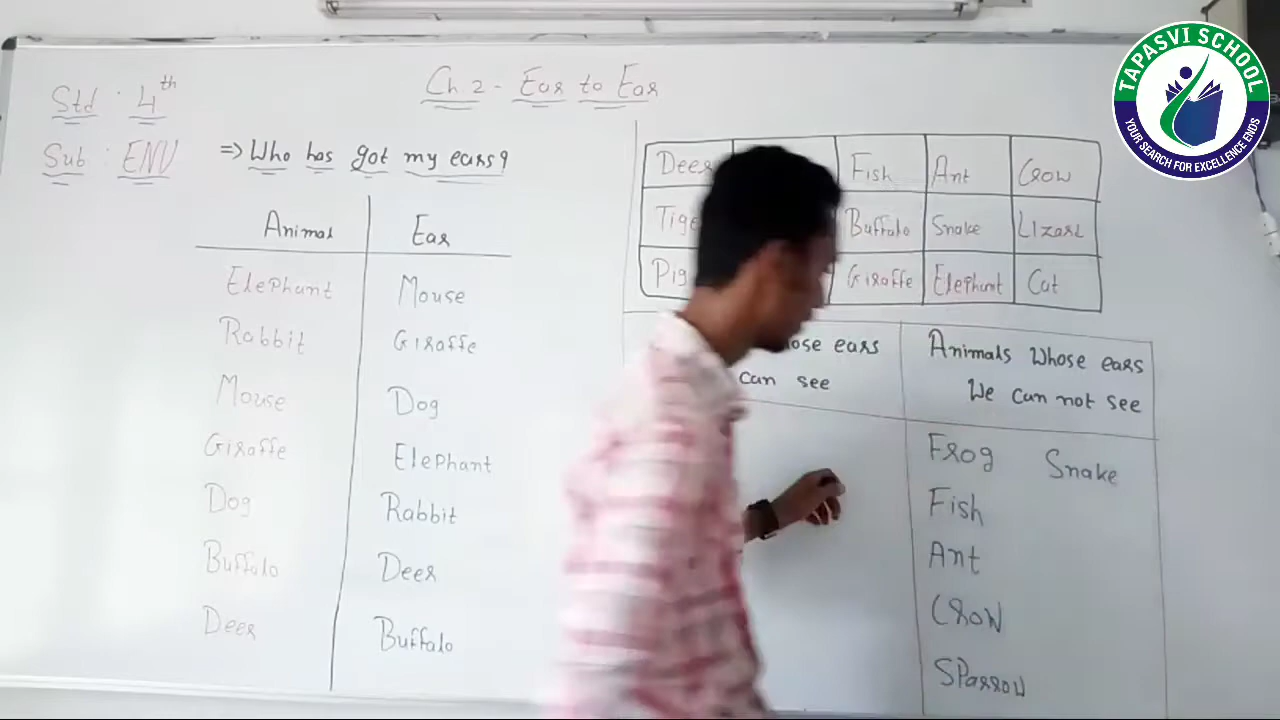 Std : 4th
Sub : ENV
Ch 2 - Ear to Ear
⇒ Who has got my ears?
Animal Ear
Elephant Mouse
Rabbit Giraffe
Mouse Dog
Giraffe Elephant
Dog Rabbit
Buffalo Deer
Deer Buffalo
Deer Fish Ant Crow
Buffalo Snake Lizard
Pig Giraffe Elephant Cat
ears
can see
Animals Whose ears
We can not see
Frog Snake
Fish
Ant
Crow
Sparrow
TAPASVI SCHOOL
YOUR SEARCH FOR EXCELLENCE ENDS